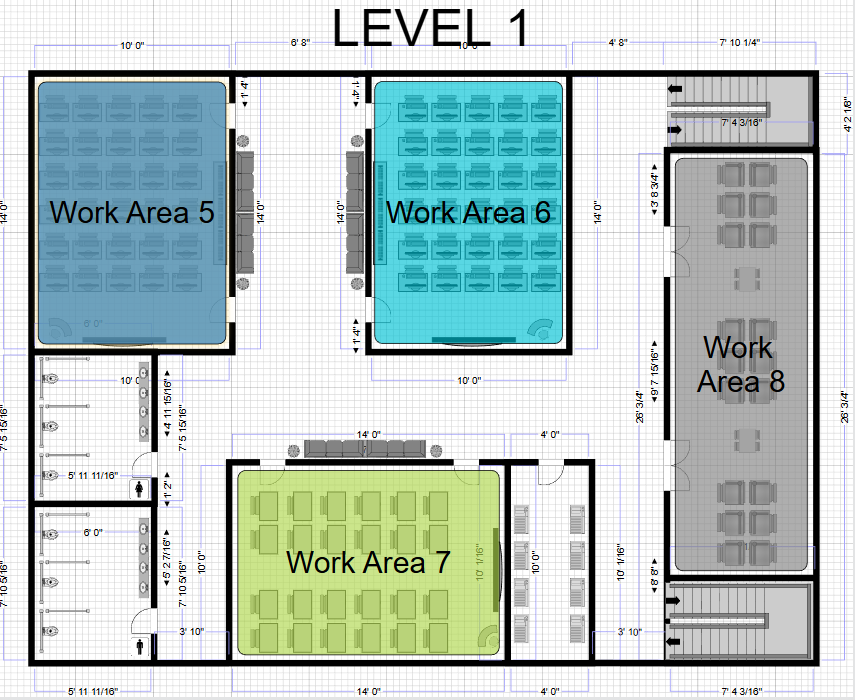 LEVEL 1
10' 0"
6' 8"
10' 0"
4' 8"
7' 10 1/4"
1' 4"
1' 4"
4' 2 1/8"
7' 4 3/16"
14' 0"
Work Area 5
14' 0"
14' 0"
Work Area 6
14' 0"
3' 8 3/4"
6' 0"
1' 4"
Work Area 8
9' 7 15/16"
26' 3/4"
26' 3/4"
10' 0"
10' 0"
4' 11 15/16"
7' 5 15/16"
7' 5 15/16"
14' 0"
4' 0"
5' 11 11/16"
1' 2"
6' 0"
5' 2 7/16"
7' 10 5/16"
7' 10 5/16"
10' 0"
Work Area 7
10' 1/16"
10' 0"
10' 1/16"
8' 8"
3' 10"
3' 10"
5' 11 11/16"
14' 0"
4' 0"
7' 4 3/16"